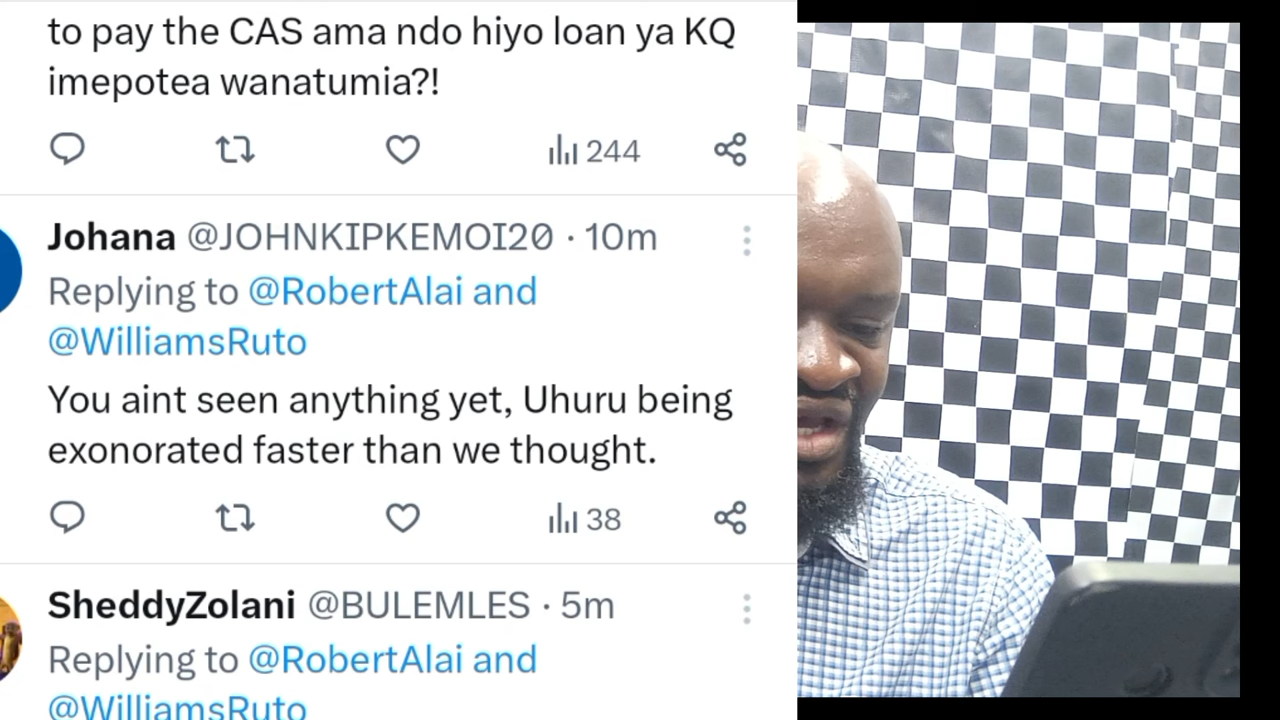 to pay the CAS ama ndo hiyo loan ya KQ
imepotea wanatumia?!
244
Johana @JOHNKIPKEMOI20 · 10m
Replying to @RobertAlai and
@WilliamsRuto
You aint seen anything yet, Uhuru being
exonorated faster than we thought.
38
SheddyZolani @BULEMLES · 5m
Replying to @RobertAlai and
@WilliamsRuto